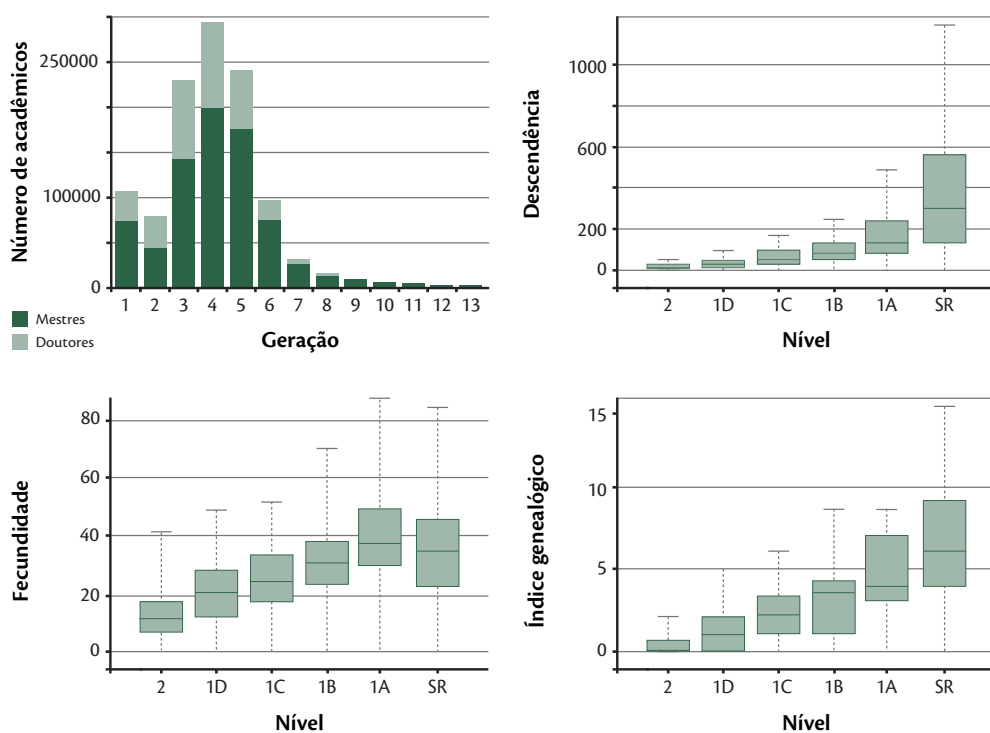 Número de acadêmicos
250000
100000
0
1 2 3 4 5 6 7 8 9 10 11 12 13
Geração
Mestres
Doutores
Descendência
1000
600
200
0
2 1D 1C 1B 1A SR
Nível
Fecundidade
80
60
40
20
0
2 1D 1C 1B 1A SR
Nível
Índice genealógico
15
10
5
0
2 1D 1C 1B 1A SR
Nível